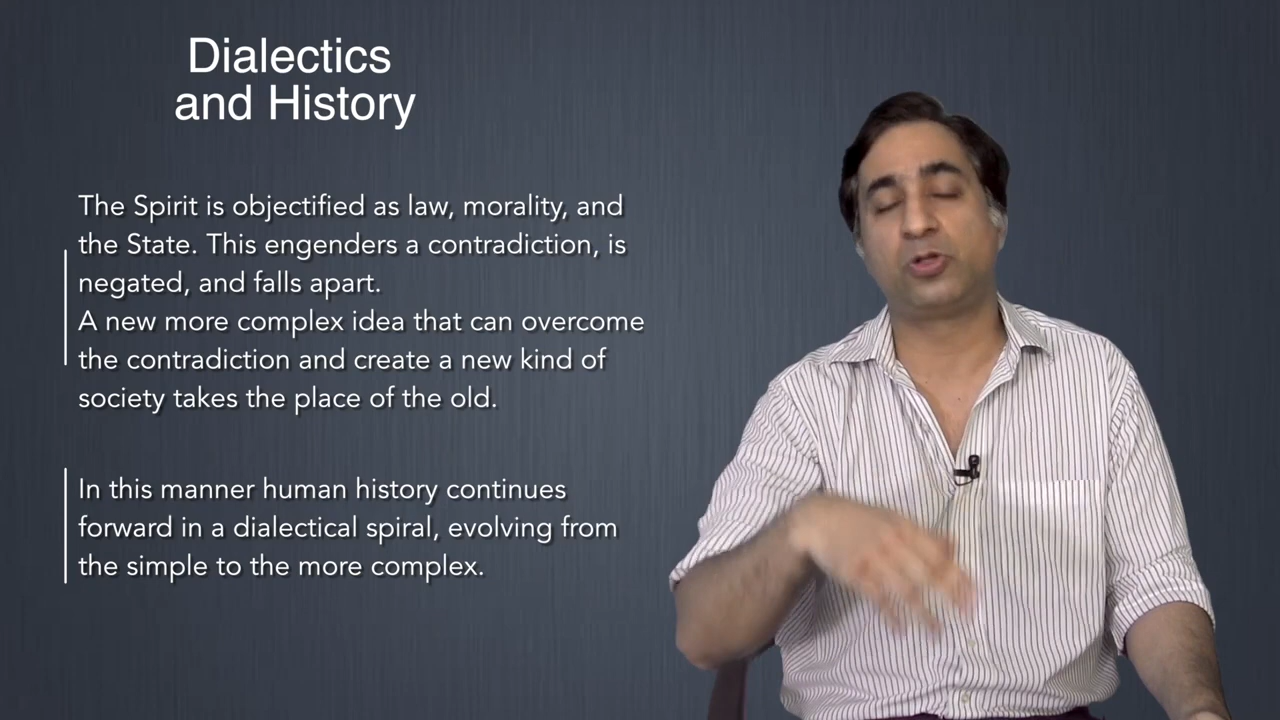 Dialectics
and History
The Spirit is objectified as law, morality, and
the State. This engenders a contradiction, is
negated, and falls apart.
A new more complex idea that can overcome
the contradiction and create a new kind of
society takes the place of the old.
In this manner human history continues
forward in a dialectical spiral, evolving from
the simple to the more complex.